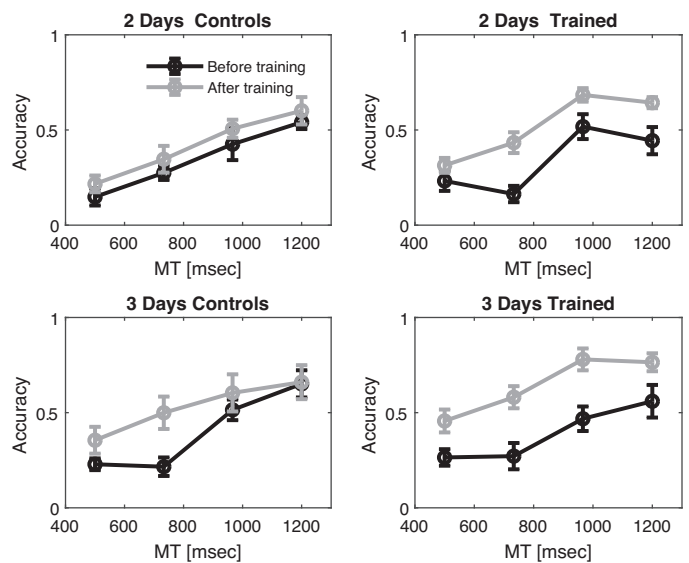 2 Days Controls
1
0.5
0
Accuracy
Before training
After training
400 600 800 1000 1200
MT [msec]
2 Days Trained
1
0.5
0
Accuracy
400 600 800 1000 1200
MT [msec]
3 Days Controls
1
0.5
0
Accuracy
400 600 800 1000 1200
MT [msec]
3 Days Trained
1
0.5
0
Accuracy
400 600 800 1000 1200
MT [msec]